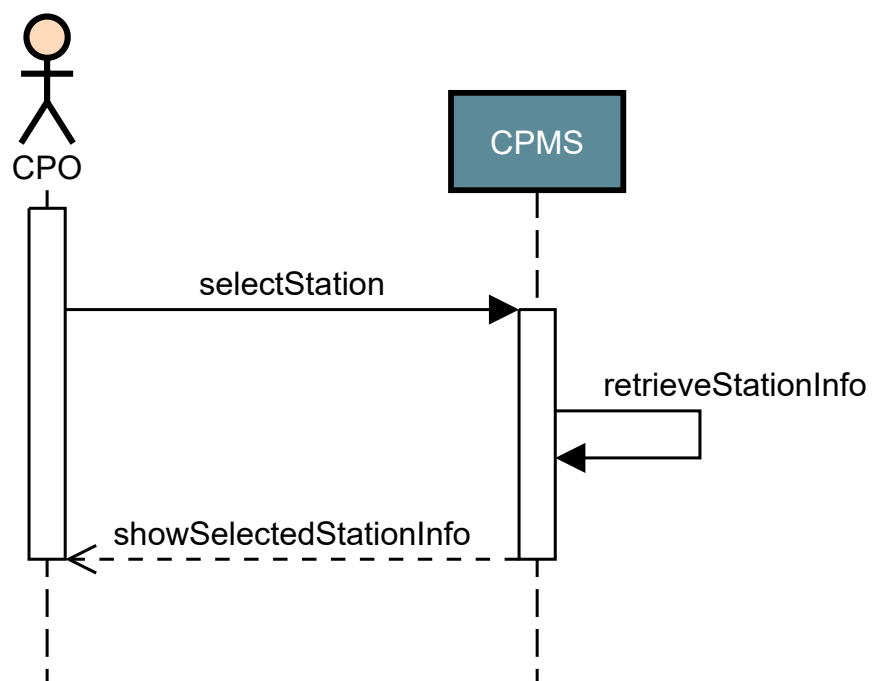 CPO
CPMS
selectStation
retrieveStationInfo
showSelectedStationInfo